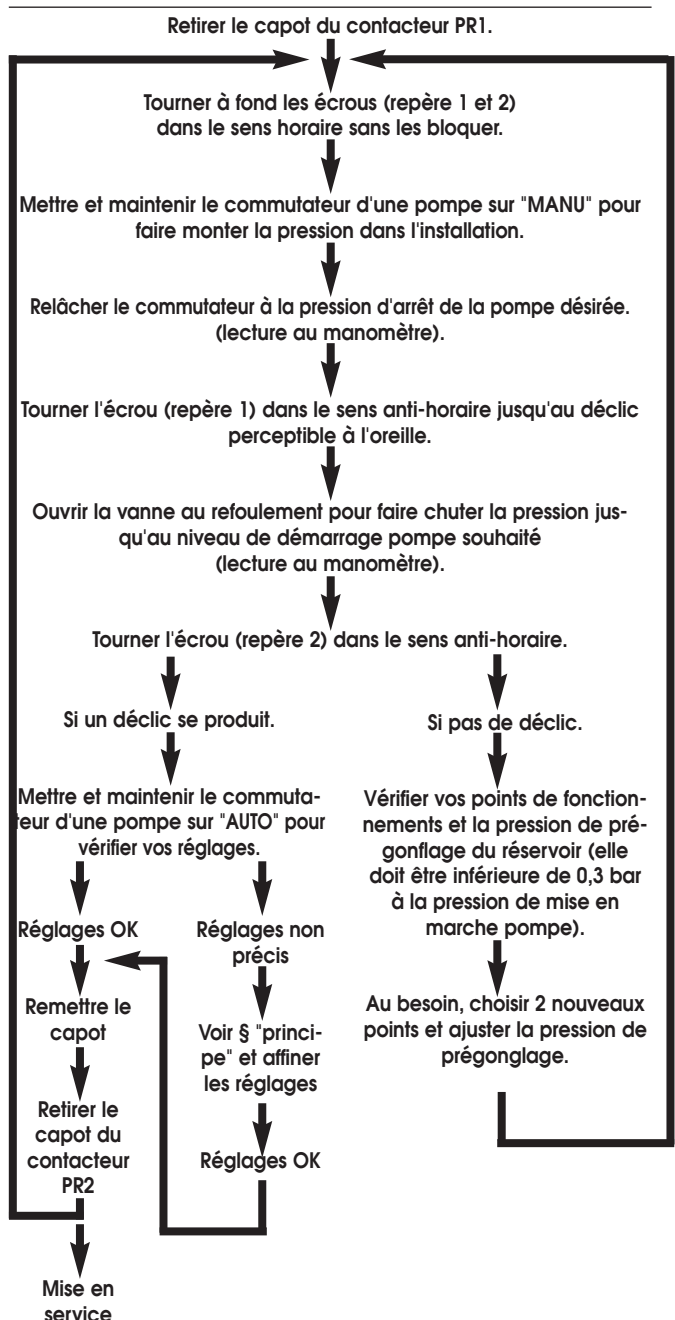 Retirer le capot du contacteur PR1.
Tourner à fond les écrous (repère 1 et 2)
dans le sens horaire sans les bloquer.
Mettre et maintenir le commutateur d'une pompe sur "MANU" pour
faire monter la pression dans l'installation.
Relâcher le commutateur à la pression d'arrêt de la pompe désirée.
(lecture au manomètre).
Tourner l'écrou (repère 1) dans le sens anti-horaire jusqu'au déclic
perceptible à l'oreille.
Ouvrir la vanne au refoulement pour faire chuter la pression jus-
qu'au niveau de démarrage pompe souhaité
(lecture au manomètre).
Tourner l'écrou (repère 2) dans le sens anti-horaire.
Si un déclic se produit.
Mettre et maintenir le commuta-
teur d'une pompe sur "AUTO" pour
vérifier vos réglages.
Réglages OK
Remettre le
capot
Retirer le
capot du
contacteur
PR2
Mise en
service
Réglages non
précis
Voir § "princi-
pe" et affiner
les réglages
Réglages OK
Si pas de déclic.
Vérifier vos points de fonction-
nements et la pression de pré-
gonflage du réservoir (elle
doit être inférieure de 0,3 bar
à la pression de mise en
marche pompe).
Au besoin, choisir 2 nouveaux
points et ajuster la pression de
prégonglage.